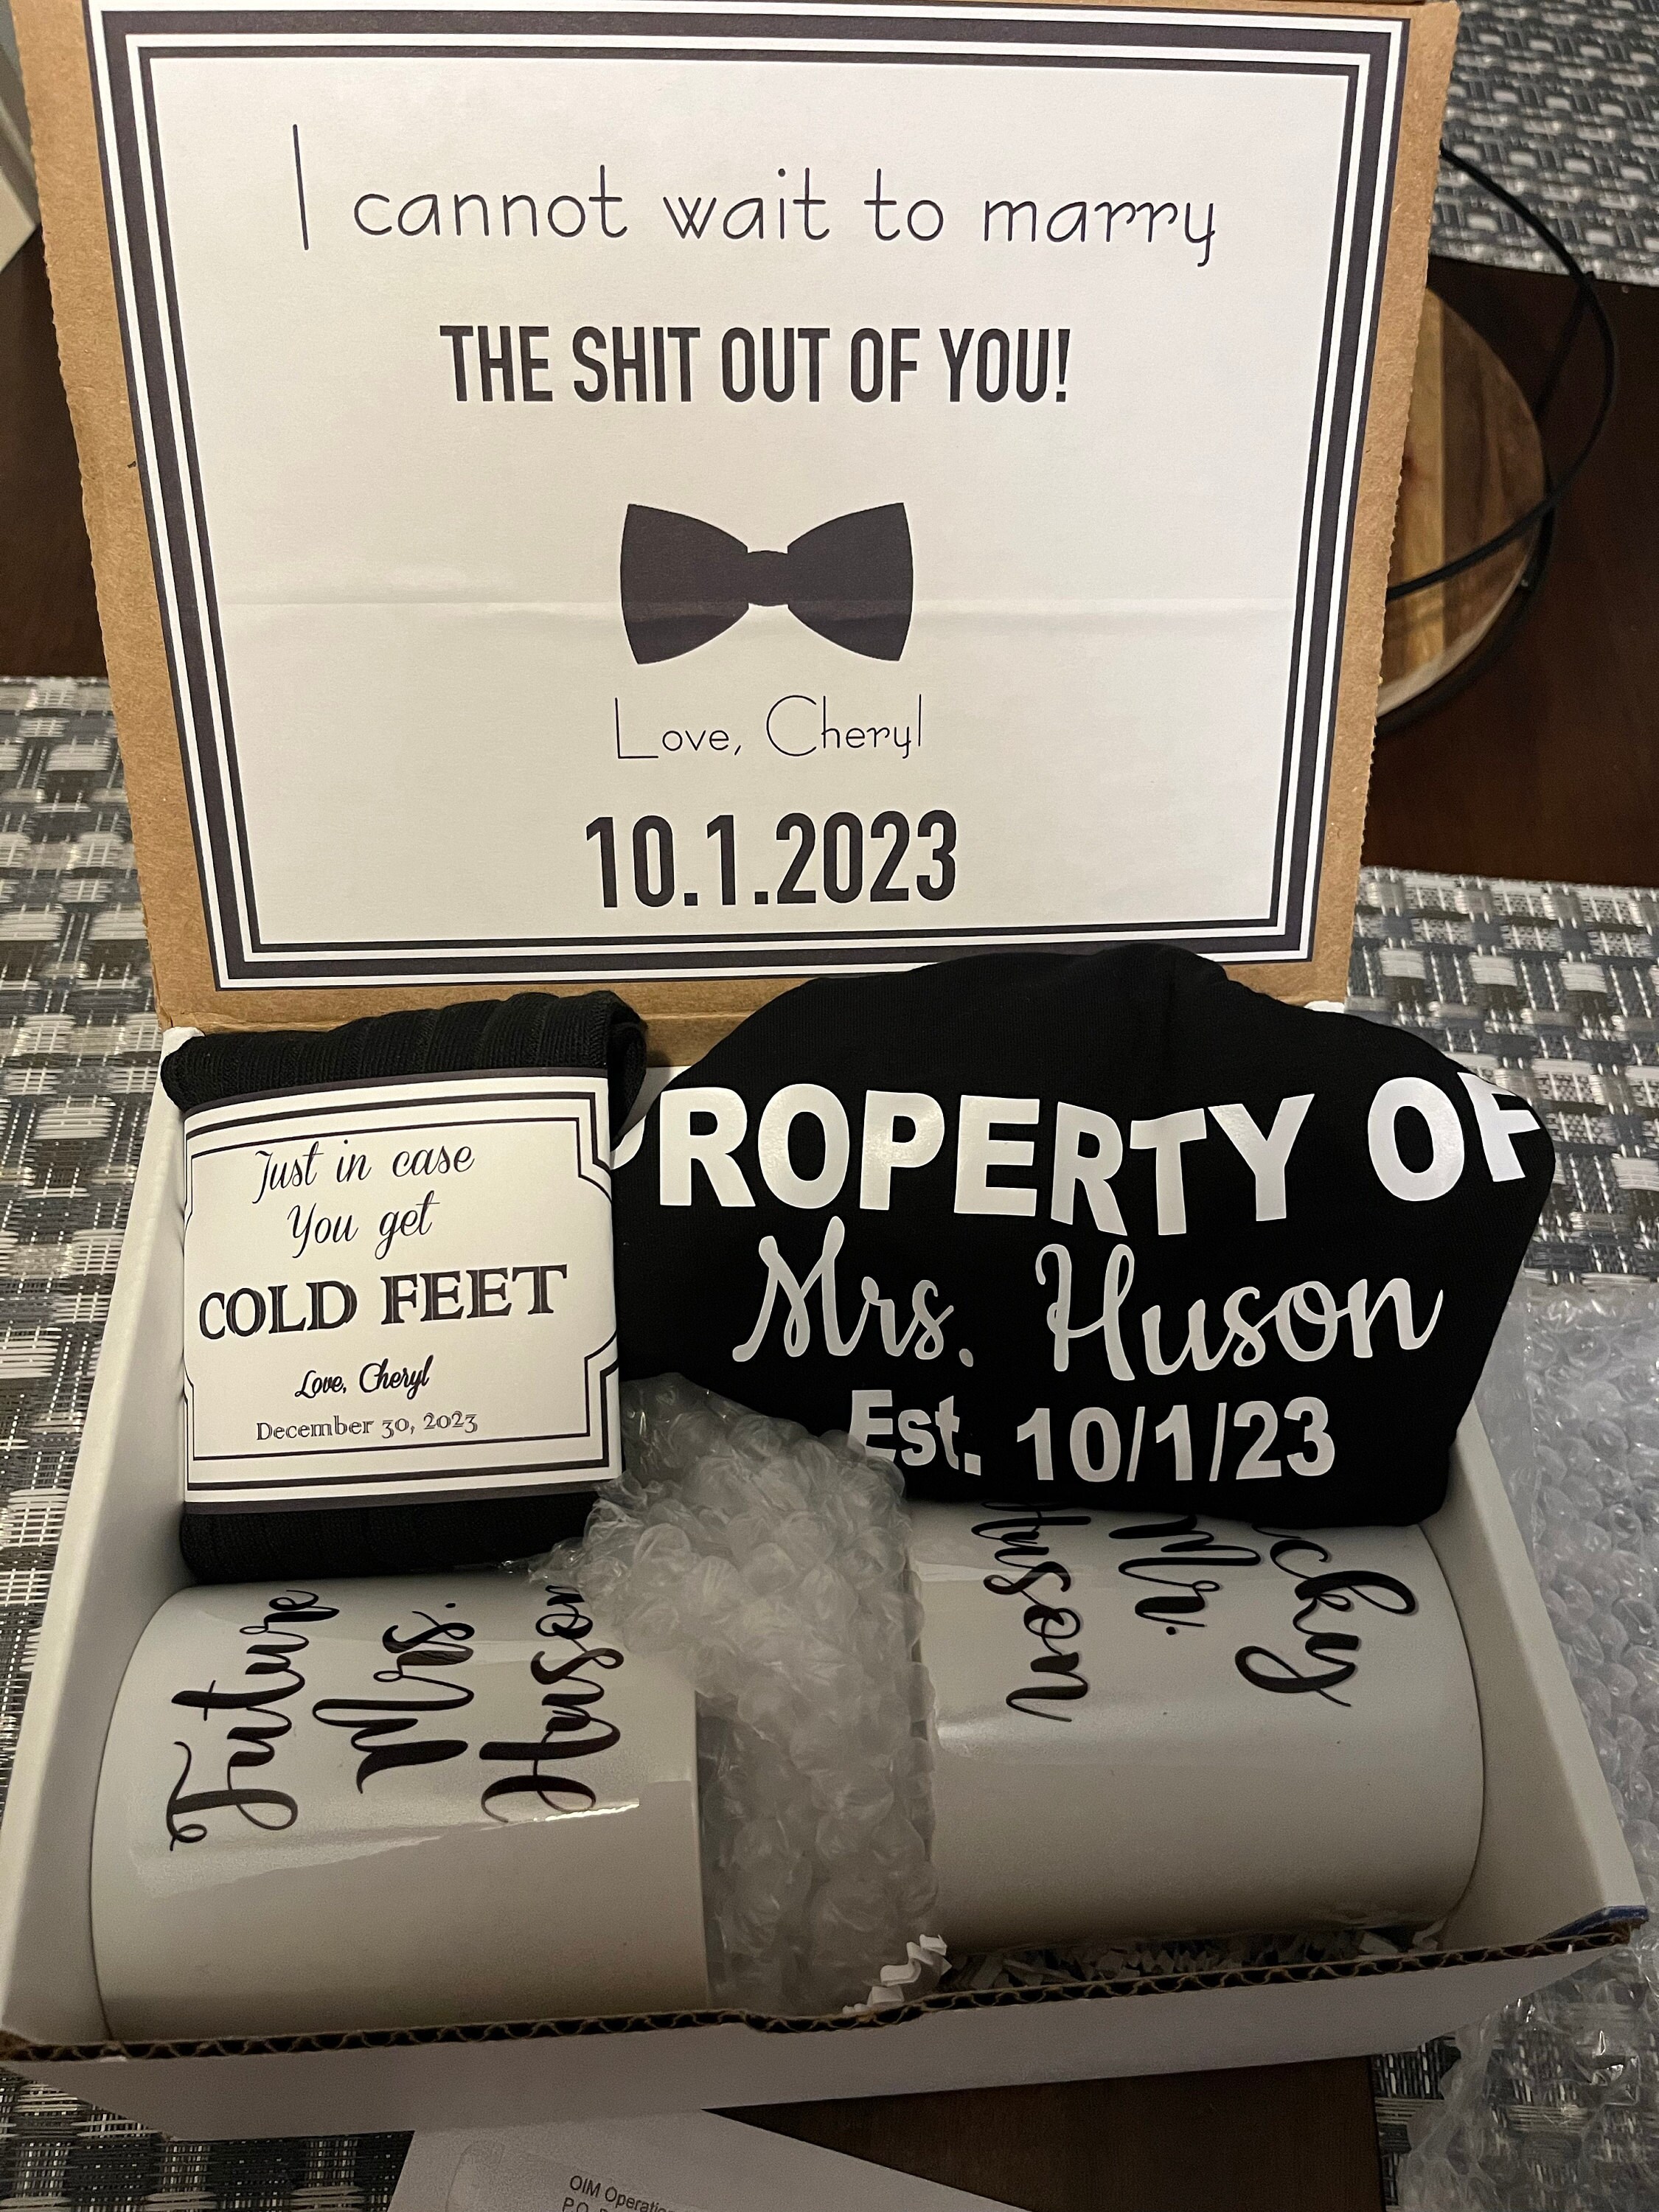 I cannot wait to marry
THE SHIT OUT OF YOU!
Love, Cheryl
10.1.2023
Just in case
You get
COLD FEET
Love, Cheryl
December 30, 2023
PROPERTY OF
Mrs. Huson
Est. 10/1/23
Future
Mrs.
Huson
Mr.
Huson
OIM Operatio